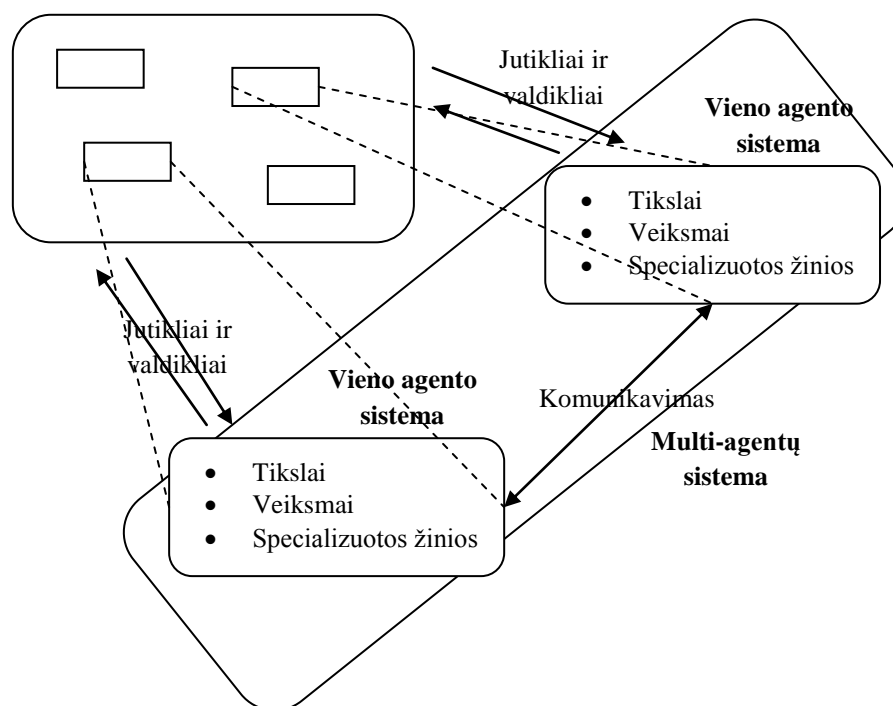 Jutikliai ir
valdikliai
Vieno agento
sistema
• Tikslai
• Veiksmai
• Specializuotos žinios
Jutikliai ir
valdikliai
Vieno agento
sistema
Komunikavimas
Multi-agentų
sistema
• Tikslai
• Veiksmai
• Specializuotos žinios